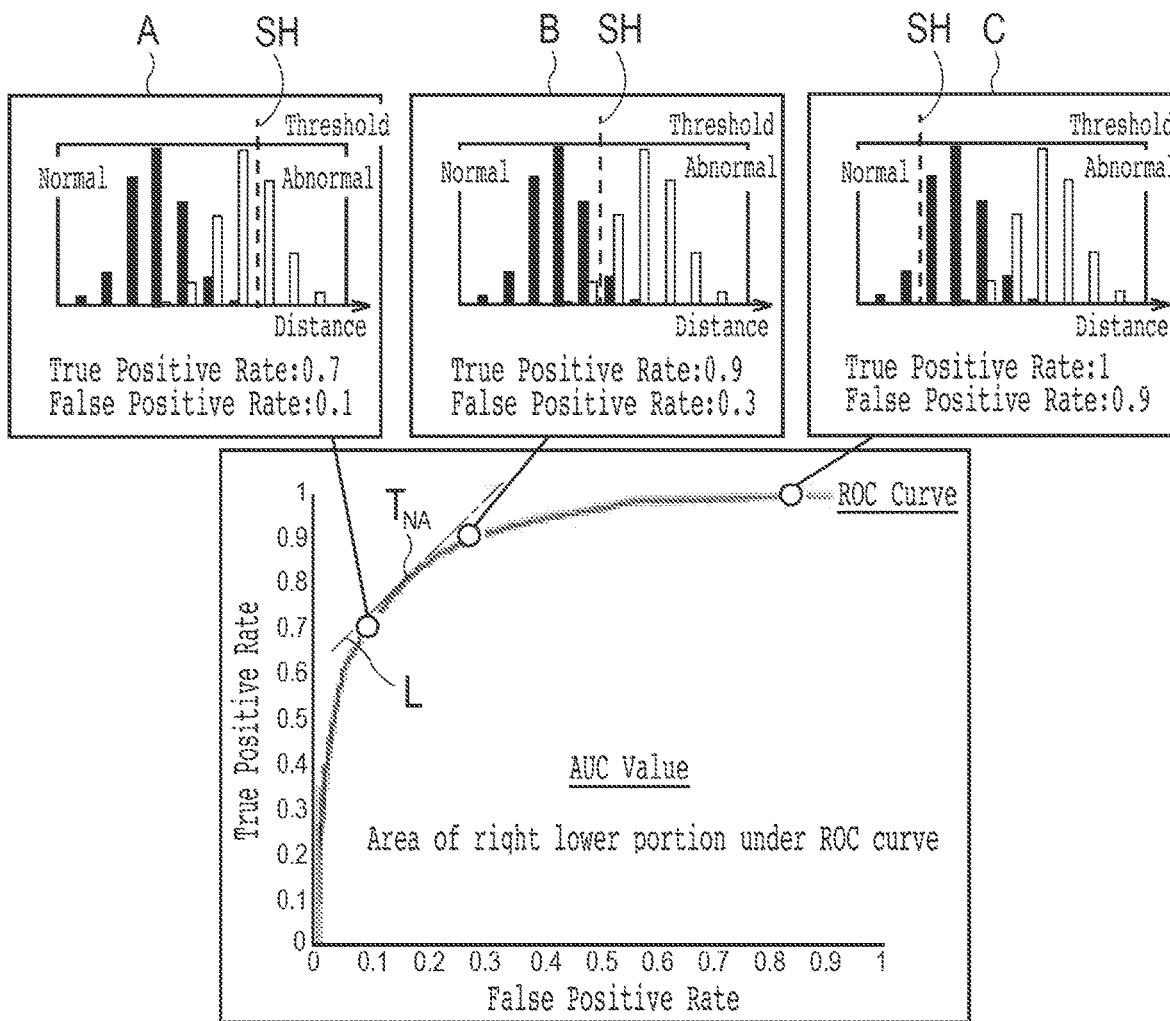 A SH
B SH
SH C
Threshold
Normal
Abnormal
Distance
True Positive Rate:0.7
False Positive Rate:0.1
Threshold
Normal
Abnormal
Distance
True Positive Rate:0.9
False Positive Rate:0.3
Threshold
Normal
Abnormal
Distance
True Positive Rate:1
False Positive Rate:0.9
ROC Curve
TNA
L
AUC Value
Area of right lower portion under ROC curve
True Positive Rate
1
0.9
0.8
0.7
0.6
0.5
0.4
0.3
0.2
0.1
0
0 0.1 0.2 0.3 0.4 0.5 0.6 0.7 0.8 0.9 1
False Positive Rate